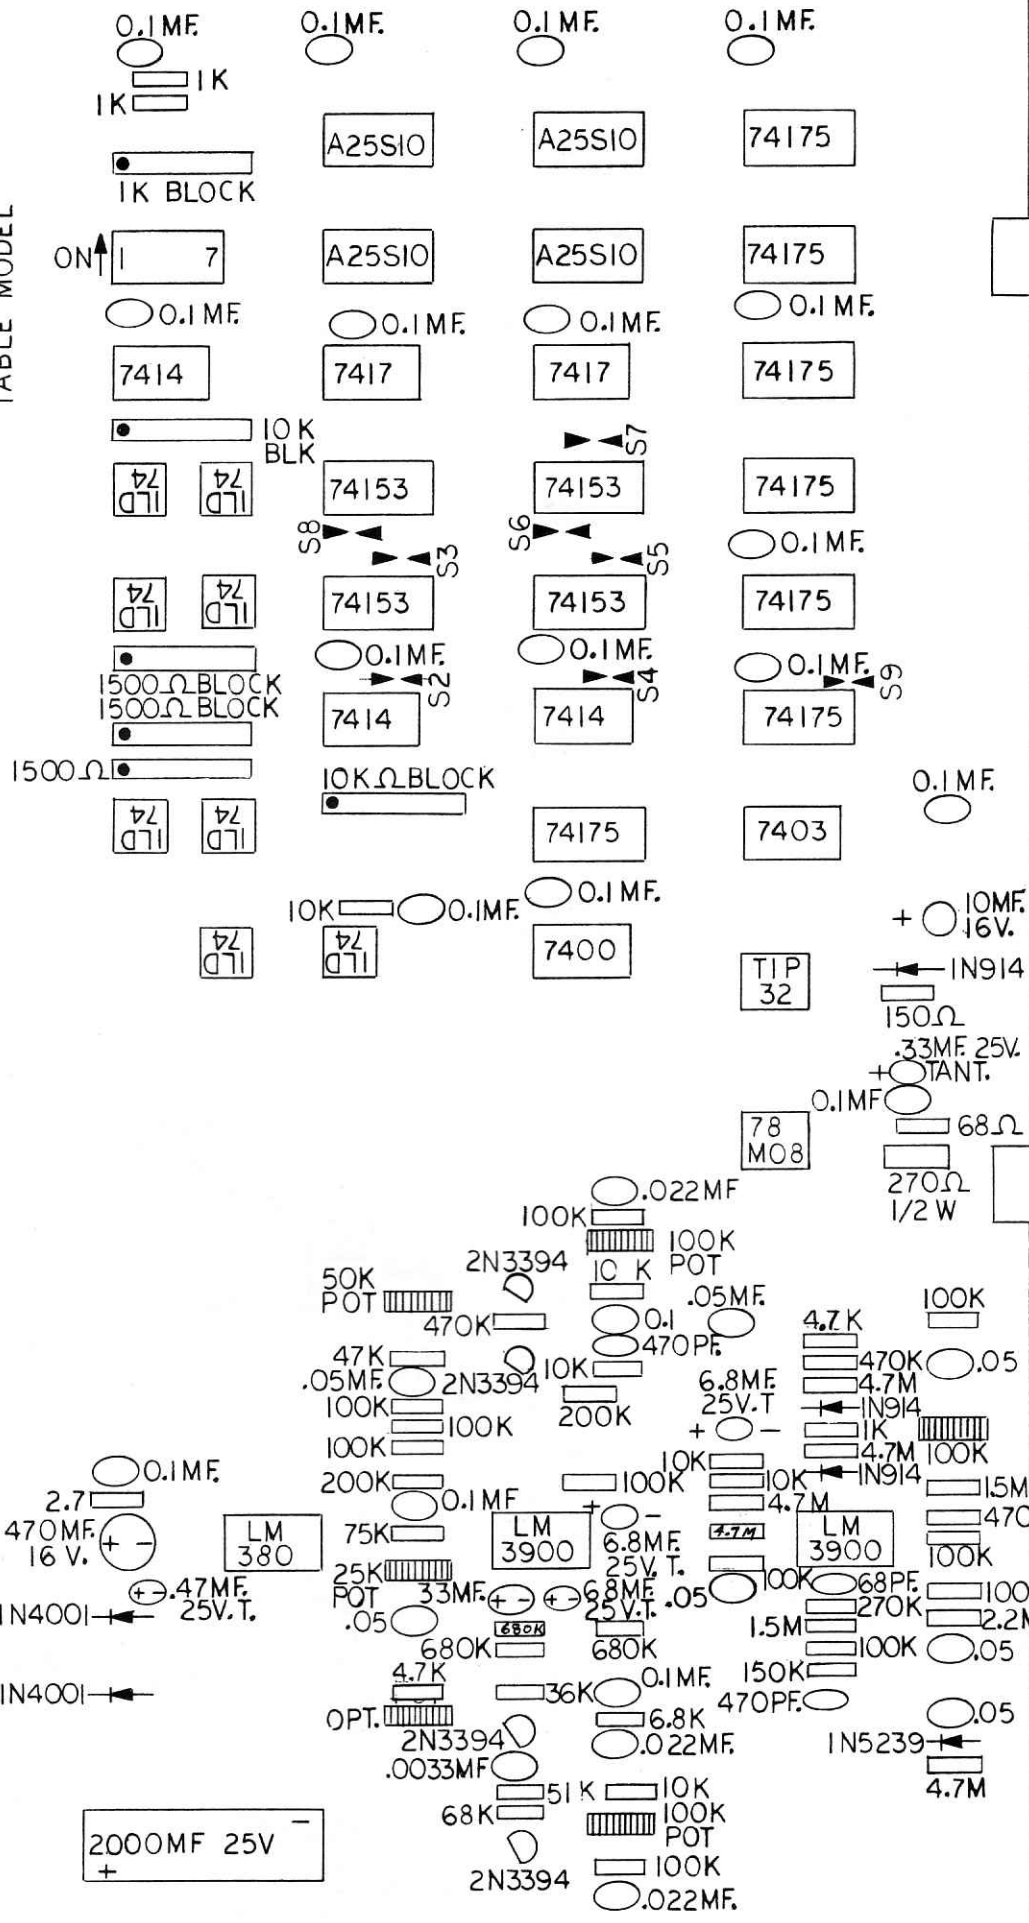 0.1MF.
0.1MF.
0.1MF.
0.1MF.
1K
1K
A25S10
A25S10
74175
1K BLOCK
TABLE MODEL
ON
1 7
A25S10
A25S10
74175
0.1MF.
0.1MF.
0.1MF.
0.1MF.
7414
7417
7417
74175
10K
BLK
S7
74
ILD
74
ILD
74153
74153
74175
S8
S3
S6
S5
0.1MF.
74
ILD
74
ILD
74153
74153
74175
0.1MF.
0.1MF.
0.1MF.
1500Ω BLOCK
S2
S4
S9
1500Ω BLOCK
7414
7414
74175
1500Ω
10KΩ BLOCK
0.1MF.
74
ILD
74
ILD
74175
7403
10K
0.1MF.
0.1MF.
+
10MF.
16V.
74
ILD
74
ILD
7400
TIP
32
1N914
150Ω
.33MF. 25V.
+
TANT.
0.1MF
78
M08
68Ω
270Ω
1/2 W
.022MF
100K
100K
POT
2N3394
10 K
50K
POT
.05MF.
100K
470K
0.1
4.7K
470PF.
47K
10K
470K
.05
.05MF.
2N3394
6.8MF.
25V.T
4.7M
100K
200K
1N914
+ -
100K
1K
100K
4.7M
100K
0.1MF.
10K
1N914
200K
100K
10K
1.5M
2.7
0.1MF
4.7M
470
470MF.
16V.
+ -
LM
380
75K
LM
3900
+ -
6.8MF.
25V.T.
4.7M
LM
3900
100K
25K
POT
100K
68PF.
.47MF.
25V.T.
+ -
33MF.
+ -
+ -
6.8MF.
25V.T.
.05
100
1N4001
.05
270K
2.2M
680K
1.5M
680K
680K
100K
.05
4.7K
0.1MF.
150K
1N4001
36K
470PF.
OPT.
6.8K
.05
2N3394
.022MF.
1N5239
.0033MF
51K
10K
4.7M
68K
100K
POT
2000MF 25V
-
+
2N3394
100K
.022MF.